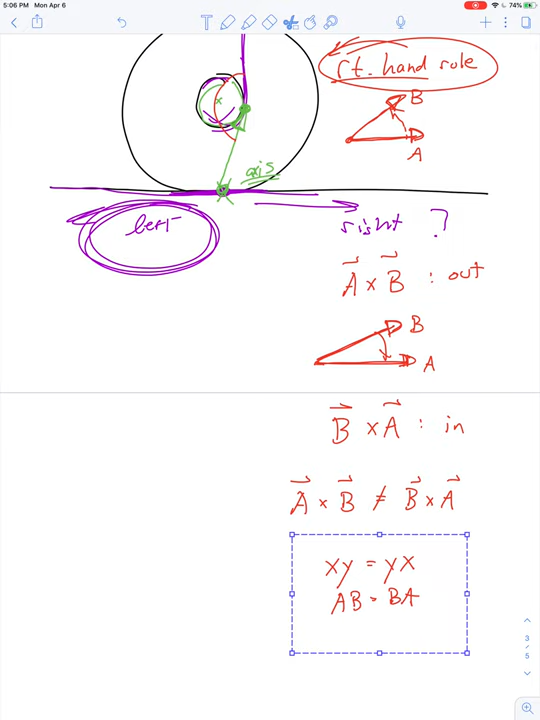 5:06 PM Mon Apr 6
74%
rt. hand rule
B
A
axis
left
right ?
A x B : out
B
A
B x A : in
A x B ≠ B x A
xy = yx
AB = BA
3
5